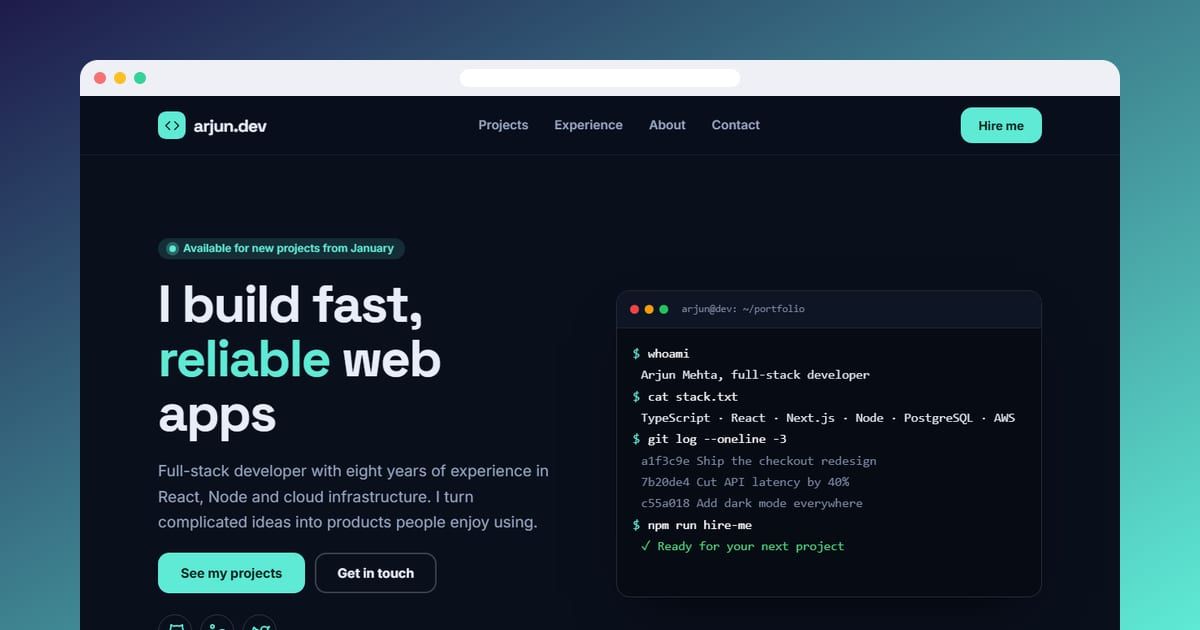 arjun.dev
Projects Experience About Contact
Hire me
Available for new projects from January
I build fast,
reliable web
apps
Full-stack developer with eight years of experience in
React, Node and cloud infrastructure. I turn
complicated ideas into products people enjoy using.
See my projects Get in touch
arjun@dev: ~/portfolio
$ whoami
Arjun Mehta, full-stack developer
$ cat stack.txt
TypeScript · React · Next.js · Node · PostgreSQL · AWS
$ git log --oneline -3
a1f3c9e Ship the checkout redesign
7b20de4 Cut API latency by 40%
c55a018 Add dark mode everywhere
$ npm run hire-me
✓ Ready for your next project